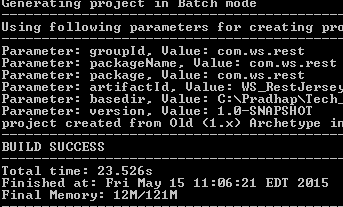 Generating project in Batch mode
Using following parameters for creating pro
Parameter: groupId, Value: com.ws.rest
Parameter: packageName, Value: com.ws.rest
Parameter: package, Value: com.ws.rest
Parameter: artifactId, Value: WS_RestJersey
Parameter: basedir, Value: C:\Pradhap\Tech_
Parameter: version, Value: 1.0-SNAPSHOT
project created from Old (1.x) Archetype in
BUILD SUCCESS
Total time: 23.526s
Finished at: Fri May 15 11:06:21 EDT 2015
Final Memory: 12M/121M